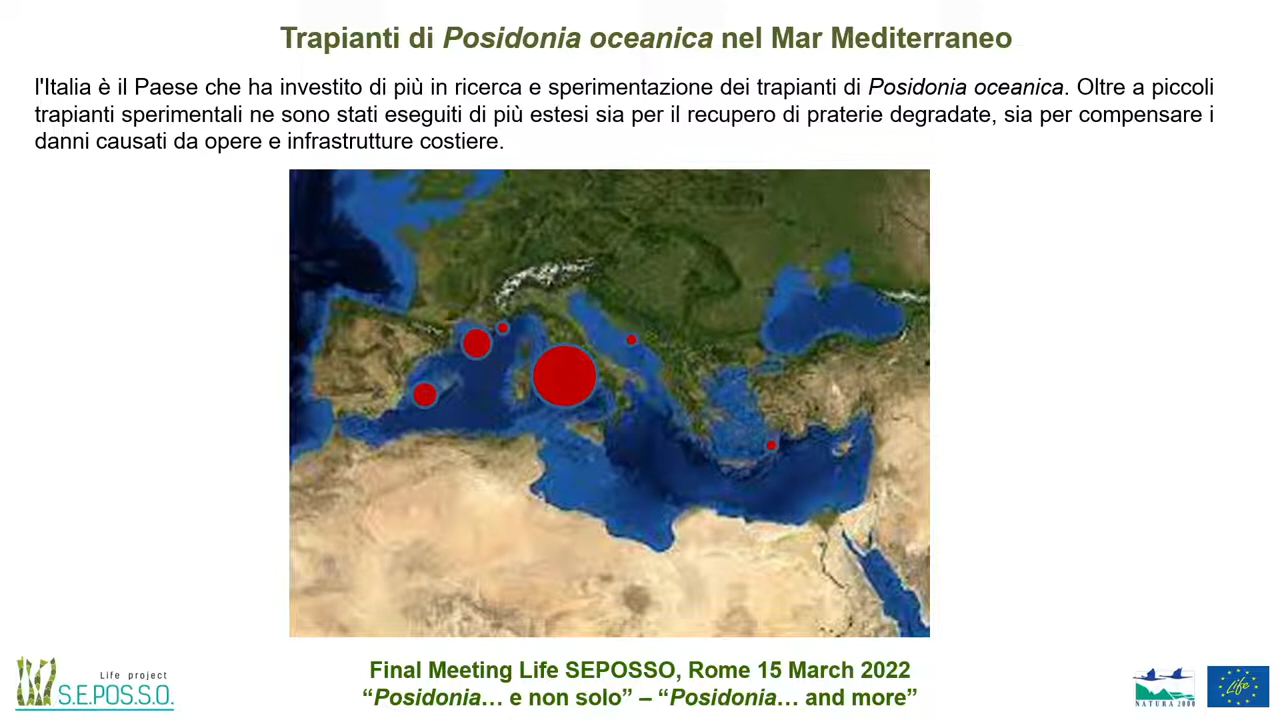 Trapianti di Posidonia oceanica nel Mar Mediterraneo
l'Italia è il Paese che ha investito di più in ricerca e sperimentazione dei trapianti di Posidonia oceanica. Oltre a piccoli
trapianti sperimentali ne sono stati eseguiti di più estesi sia per il recupero di praterie degradate, sia per compensare i
danni causati da opere e infrastrutture costiere.
Final Meeting Life SEPOSSO, Rome 15 March 2022
“Posidonia… e non solo” – “Posidonia… and more”
Life project
S.E.POS.S.O.
NATURA 2000
Life